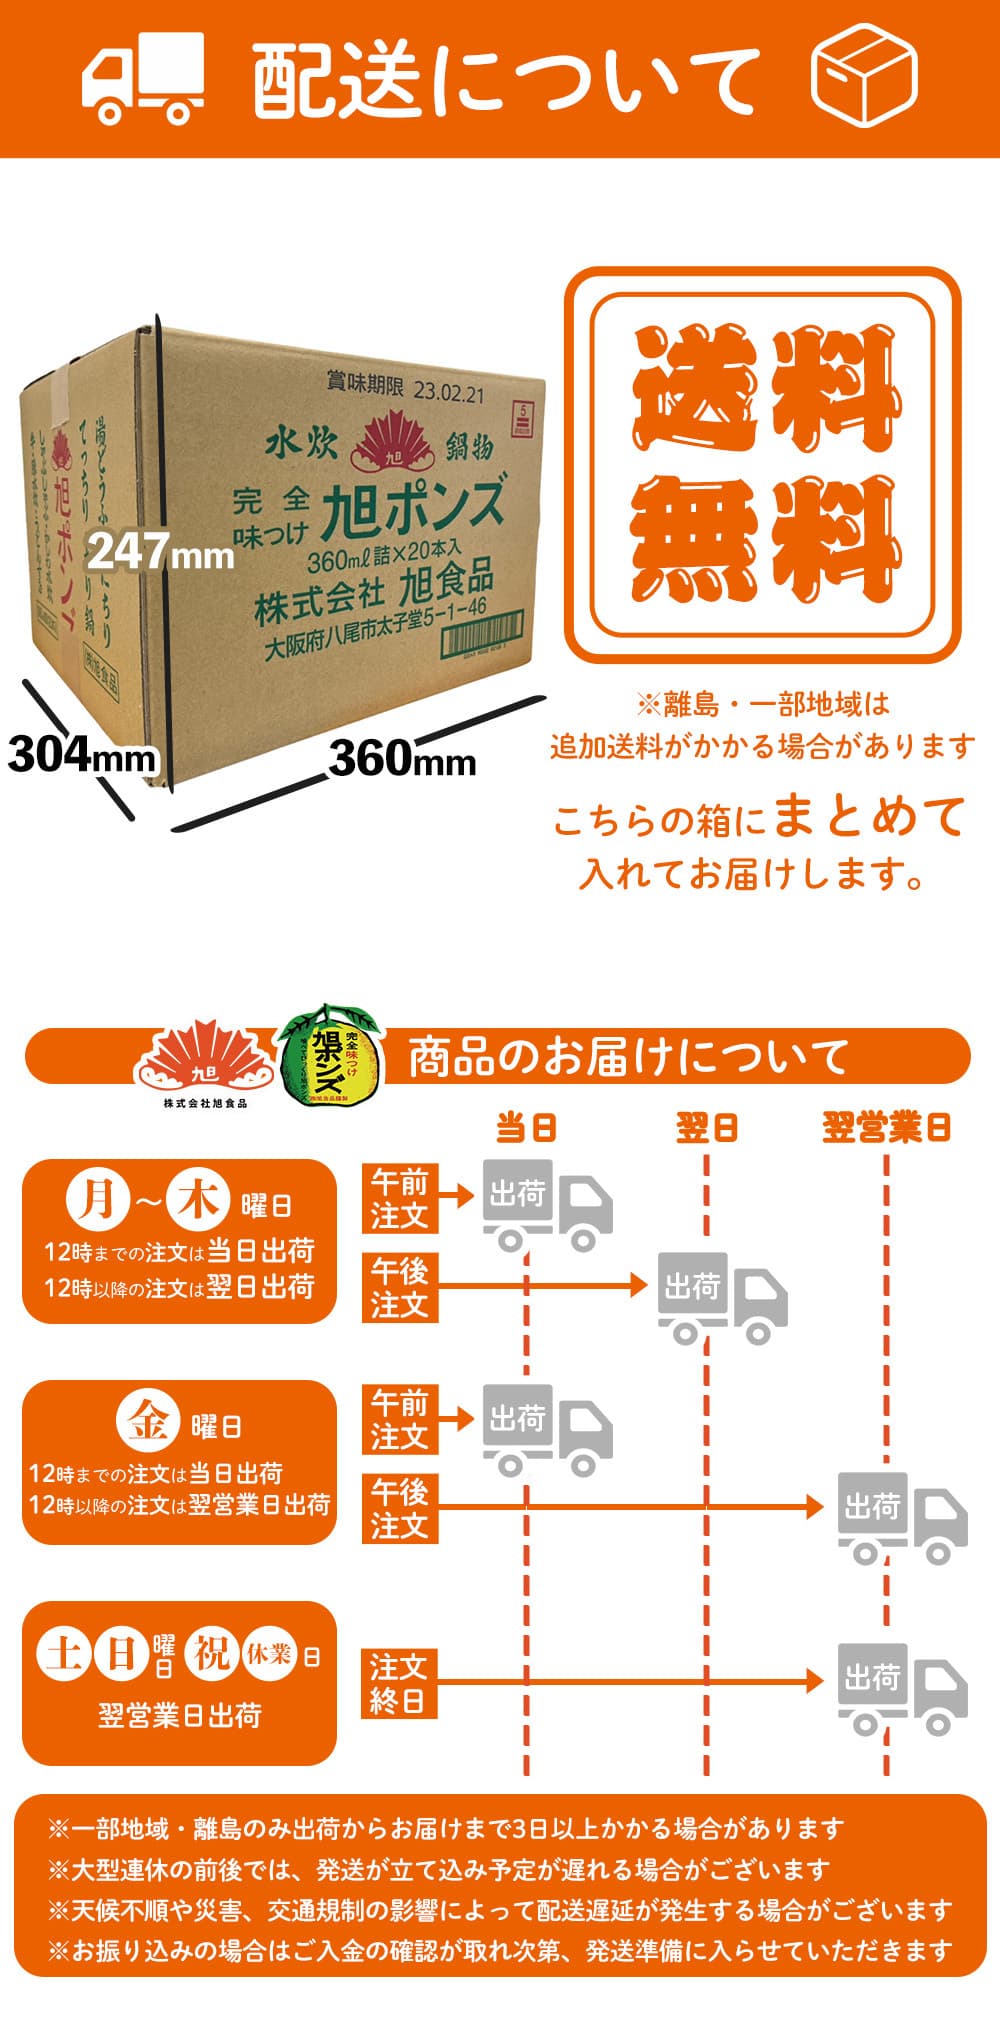 配送について
賞味期限 23.02.21
水炊 旭 鍋物
完全
味つけ
旭ポンズ
360mℓ詰×20本入
株式会社 旭食品
大阪府八尾市太子堂5-1-46
5
旭ポンズ
㈱旭食品
247mm
304mm
360mm
送料
無料
※離島・一部地域は
追加送料がかかる場合があります
こちらの箱にまとめて
入れてお届けします。
旭
株式会社旭食品
完全味つけ
旭ポンズ
商品のお届けについて
当日 翌日 翌営業日
月～木曜日
12時までの注文は当日出荷
12時以降の注文は翌日出荷
午前
注文
出荷
午後
注文
出荷
金曜日
12時までの注文は当日出荷
12時以降の注文は翌営業日出荷
午前
注文
出荷
午後
注文
出荷
土日曜日祝休業日
翌営業日出荷
注文
終日
出荷
※一部地域・離島のみ出荷からお届けまで3日以上かかる場合があります
※大型連休の前後では、発送が立て込み予定が遅れる場合がございます
※天候不順や災害、交通規制の影響によって配送遅延が発生する場合がございます
※お振り込みの場合はご入金の確認が取れ次第、発送準備に入らせていただきます